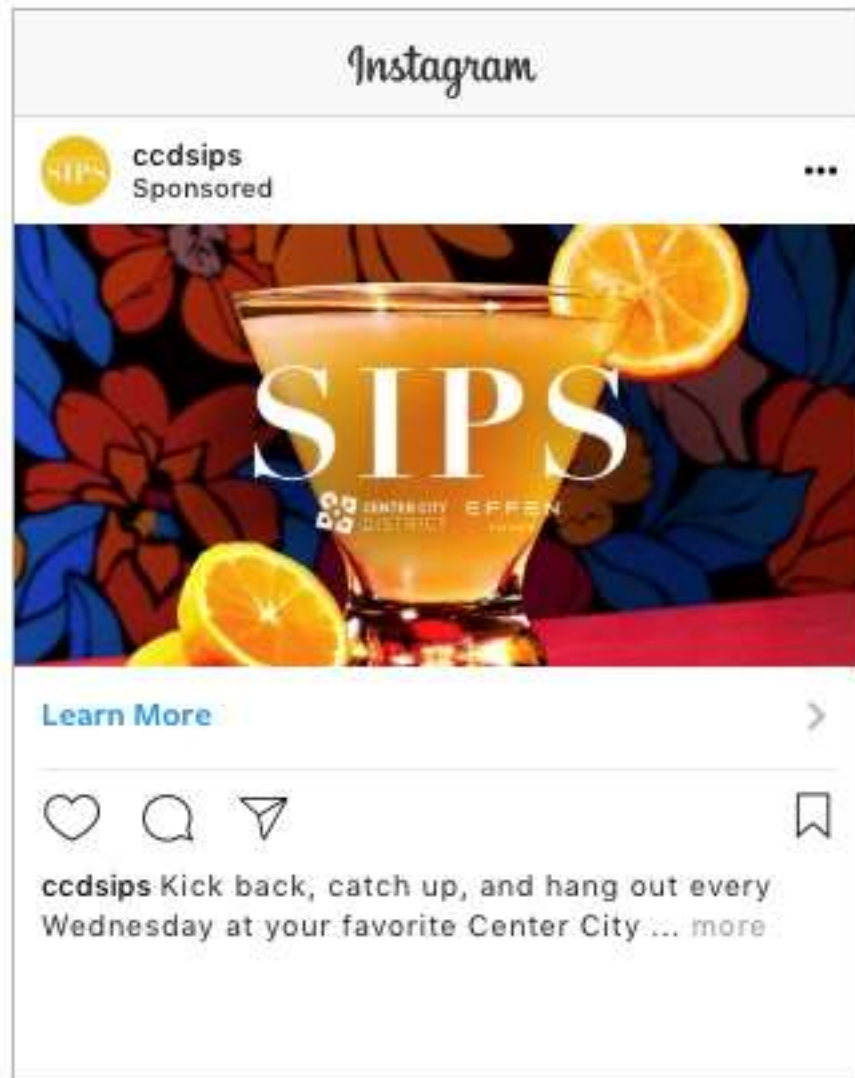 Instagram
SIPS
ccdsips
Sponsored
SIPS
CENTER CITY EFFEN
DISTRICT
Learn More
ccdsips Kick back, catch up, and hang out every
Wednesday at your favorite Center City ... more